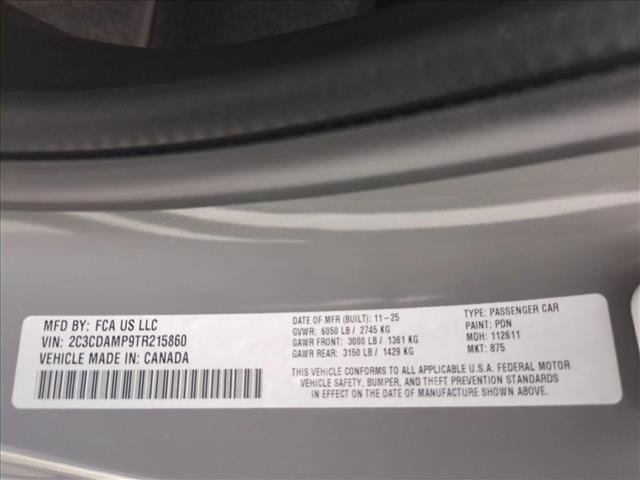 MFD BY: FCA US LLC
VIN: 2C3CDAMP9TR215860
VEHICLE MADE IN: CANADA
DATE OF MFR (BUILT): 11-25
GVWR: 6050 LB / 2745 KG
GAWR FRONT: 3000 LB / 1361 KG
GAWR REAR: 3150 LB / 1429 KG
TYPE: PASSENGER CAR
PAINT: PDN
MDH: 112611
MKT: 875
THIS VEHICLE CONFORMS TO ALL APPLICABLE U.S.A. FEDERAL MOTOR
VEHICLE SAFETY, BUMPER, AND THEFT PREVENTION STANDARDS
IN EFFECT ON THE DATE OF MANUFACTURE SHOWN ABOVE.